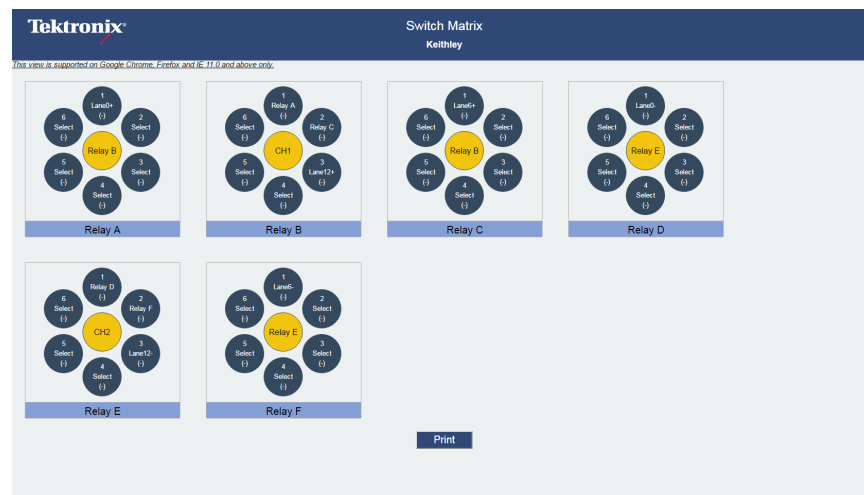 Tektronix®
Switch Matrix
Keithley
This view is supported on Google Chrome, Firefox and IE 11.0 and above only.
1
Lane0+
(-)
2
Select
(-)
3
Select
(-)
4
Select
(-)
5
Select
(-)
6
Select
(-)
Relay B
Relay A
1
Relay A
(-)
2
Relay C
(-)
3
Lane12+
(-)
4
Select
(-)
5
Select
(-)
6
Select
(-)
CH1
Relay B
1
Lane6+
(-)
2
Select
(-)
3
Select
(-)
4
Select
(-)
5
Select
(-)
6
Select
(-)
Relay B
Relay C
1
Lane0-
(-)
2
Select
(-)
3
Select
(-)
4
Select
(-)
5
Select
(-)
6
Select
(-)
Relay E
Relay D
1
Relay D
(-)
2
Relay F
(-)
3
Lane12-
(-)
4
Select
(-)
5
Select
(-)
6
Select
(-)
CH2
Relay E
1
Lane6-
(-)
2
Select
(-)
3
Select
(-)
4
Select
(-)
5
Select
(-)
6
Select
(-)
Relay E
Relay F
Print